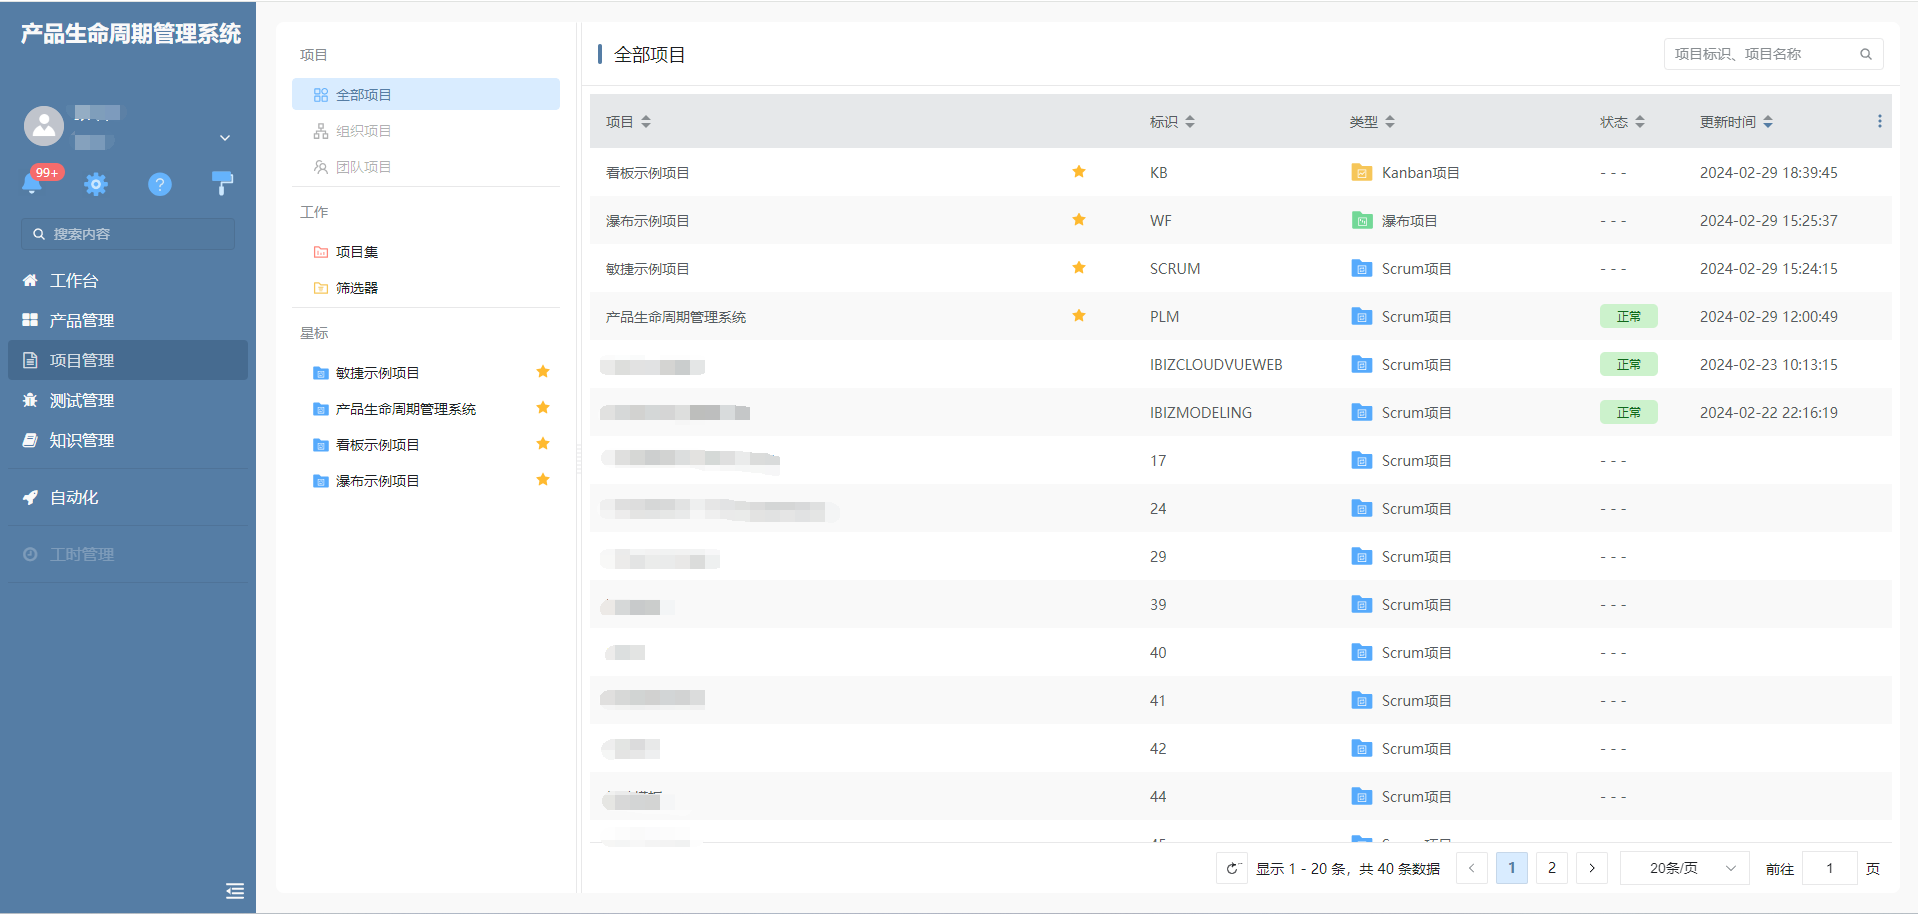 产品生命周期管理系统
99+
搜索内容
工作台
产品管理
项目管理
测试管理
知识管理
自动化
工时管理
项目
全部项目
组织项目
团队项目
工作
项目集
筛选器
星标
敏捷示例项目
产品生命周期管理系统
看板示例项目
瀑布示例项目
全部项目
项目标识、项目名称
项目 标识 类型 状态 更新时间
看板示例项目 KB Kanban项目 - - - 2024-02-29 18:39:45
瀑布示例项目 WF 瀑布项目 - - - 2024-02-29 15:25:37
敏捷示例项目 SCRUM Scrum项目 - - - 2024-02-29 15:24:15
产品生命周期管理系统 PLM Scrum项目 正常 2024-02-29 12:00:49
IBIZCLOUDVUEWEB Scrum项目 正常 2024-02-23 10:13:15
IBIZMODELING Scrum项目 正常 2024-02-22 22:16:19
17 Scrum项目 - - -
24 Scrum项目 - - -
29 Scrum项目 - - -
39 Scrum项目 - - -
40 Scrum项目 - - -
41 Scrum项目 - - -
42 Scrum项目 - - -
44 Scrum项目 - - -
显示 1 - 20 条，共 40 条数据 1 2 20条/页 前往 1 页